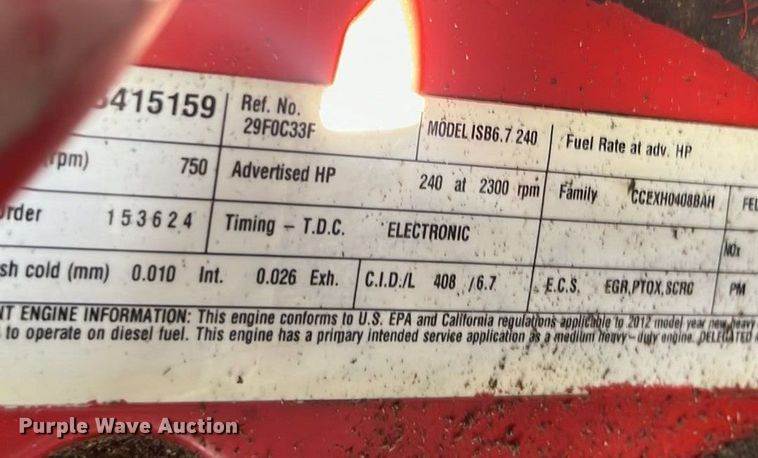 415159 Ref. No. 29F0C33F MODEL ISB6.7 240 Fuel Rate at adv. HP
rpm) 750 Advertised HP 240 at 2300 rpm Family CCEXH0408BAH FEL
rder 153624 Timing – T.D.C. ELECTRONIC NOx
sh cold (mm) 0.010 Int. 0.026 Exh. C.I.D./L 408 /6.7 E.C.S. EGR,PTOX,SCRC PM
NT ENGINE INFORMATION: This engine conforms to U.S. EPA and California regulations applicable to 2012 model year new heavy
to operate on diesel fuel. This engine has a primary intended service application as a medium heavy-duty engine. DELEGATED
Purple Wave Auction